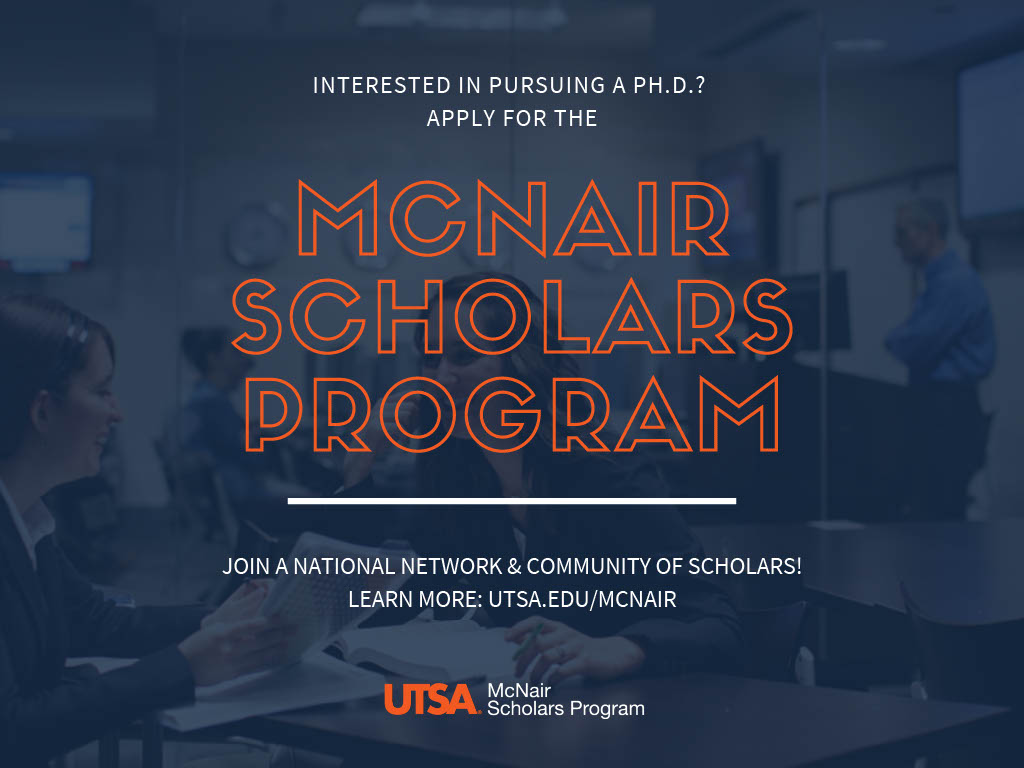 INTERESTED IN PURSUING A PH.D.?
APPLY FOR THE
MCNAIR
SCHOLARS
PROGRAM
JOIN A NATIONAL NETWORK & COMMUNITY OF SCHOLARS!
LEARN MORE: UTSA.EDU/MCNAIR
UTSA. McNair
Scholars Program